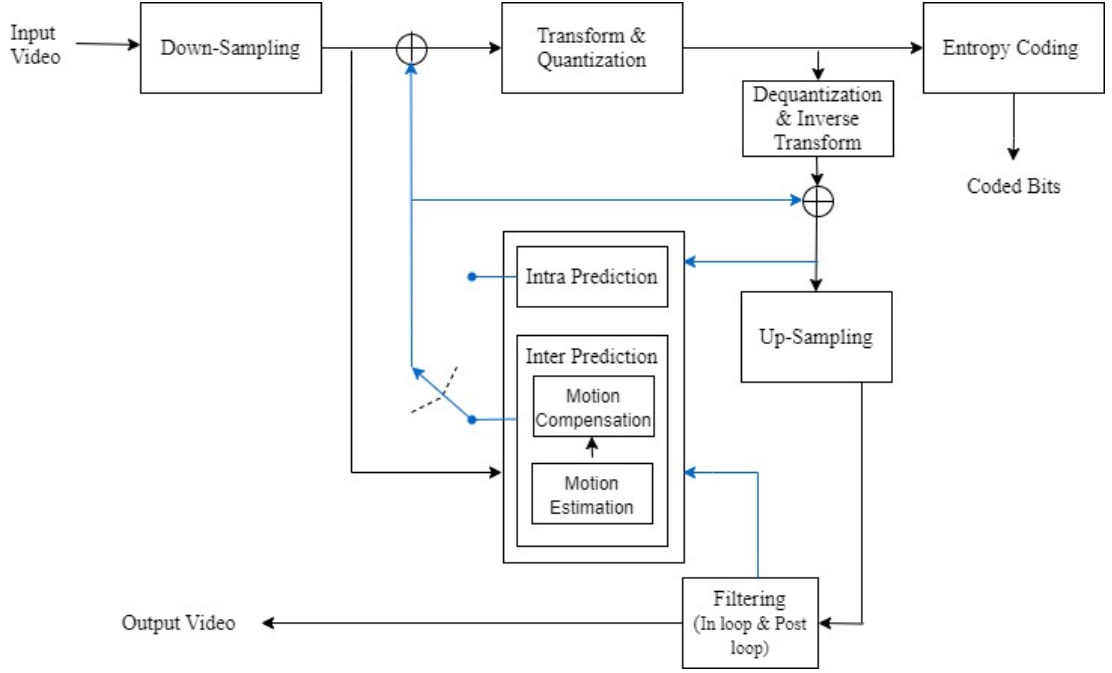 Input
Video
Down-Sampling
Transform &
Quantization
Entropy Coding
Dequantization
& Inverse
Transform
Coded Bits
Intra Prediction
Up-Sampling
Inter Prediction
Motion
Compensation
Motion
Estimation
Filtering
(In loop & Post
loop)
Output Video